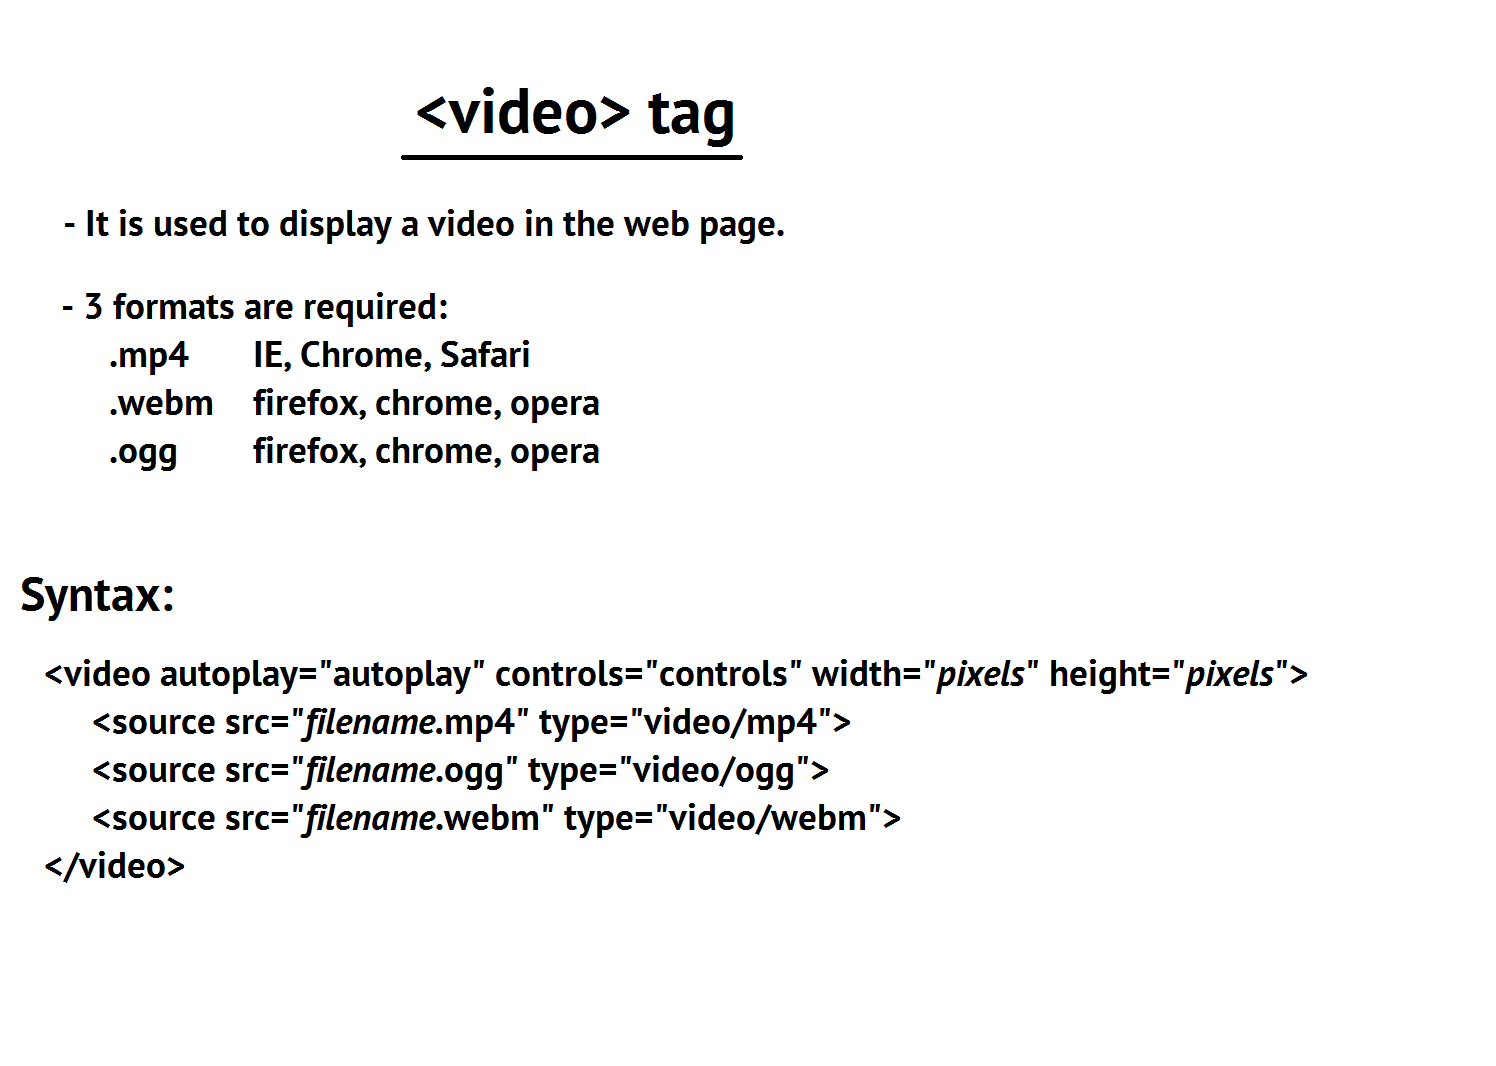 <video> tag
- It is used to display a video in the web page.
- 3 formats are required:
.mp4 IE, Chrome, Safari
.webm firefox, chrome, opera
.ogg firefox, chrome, opera
Syntax:
<video autoplay="autoplay" controls="controls" width="pixels" height="pixels">
<source src="filename.mp4" type="video/mp4">
<source src="filename.ogg" type="video/ogg">
<source src="filename.webm" type="video/webm">
</video>